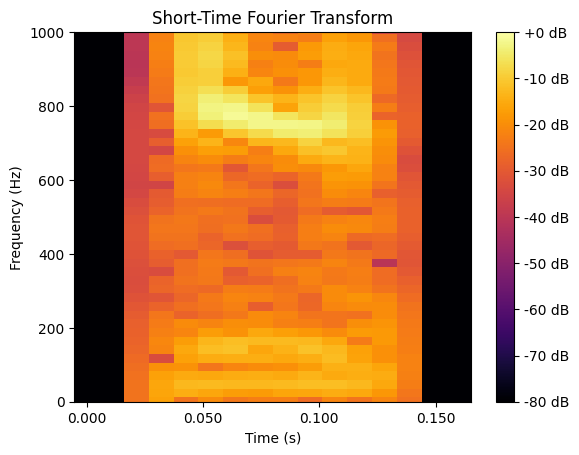 Short-Time Fourier Transform
1000
800
600
400
200
0
Frequency (Hz)
0.000
0.050
0.100
0.150
Time (s)
+0 dB
-10 dB
-20 dB
-30 dB
-40 dB
-50 dB
-60 dB
-70 dB
-80 dB